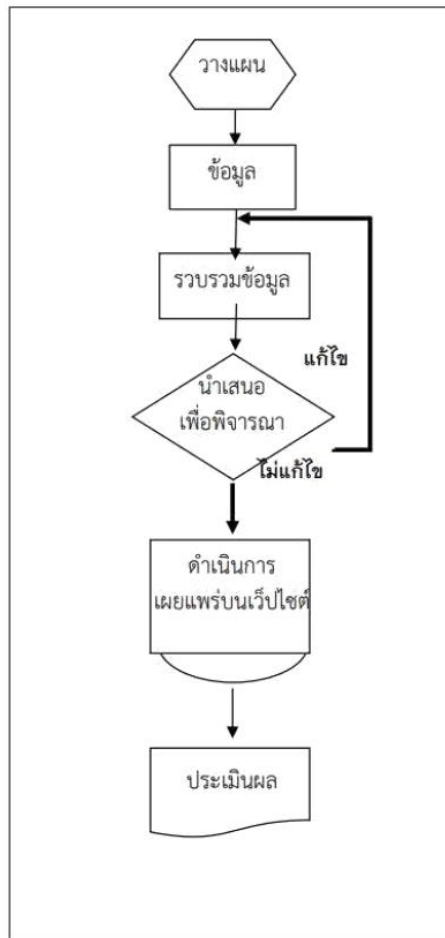 วางแผน
ข้อมูล
รวบรวมข้อมูล
แก้ไข
นำเสนอ
เพื่อพิจารณา
ไม่แก้ไข
ดำเนินการ
เผยแพร่บนเว็ปไซต์
ประเมินผล